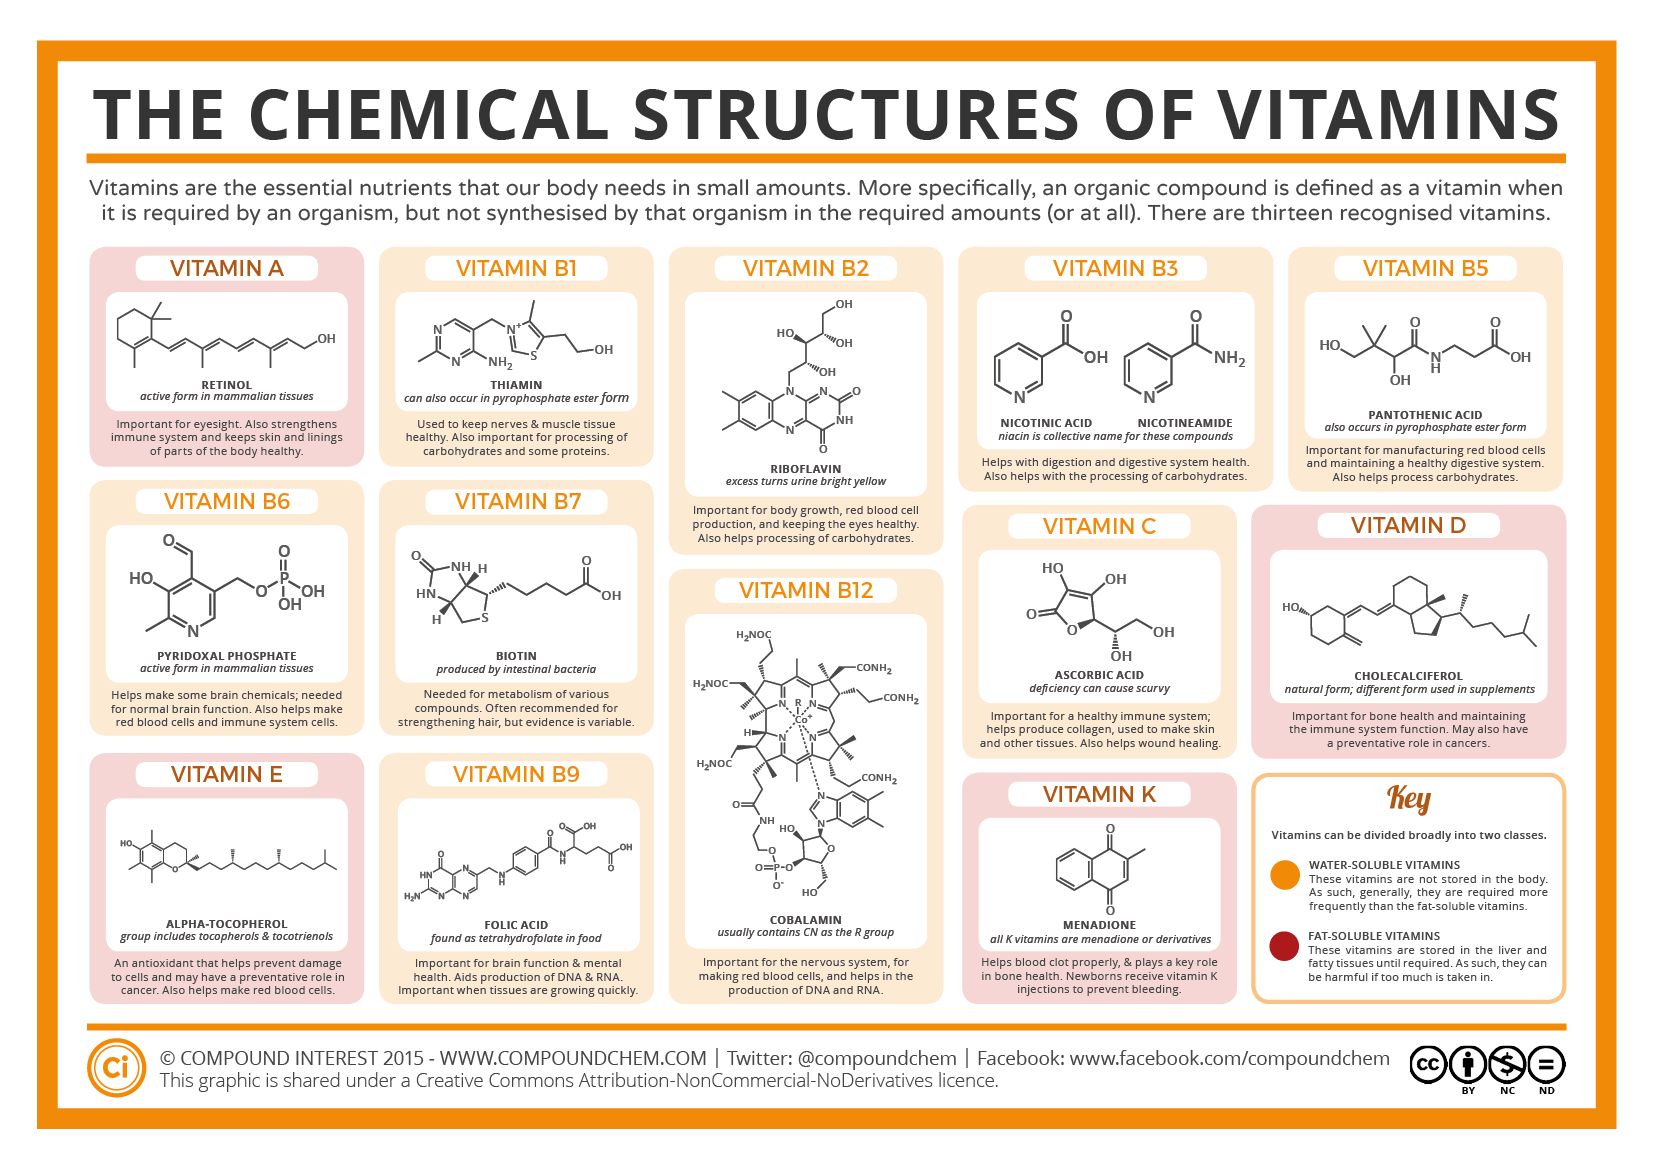 THE CHEMICAL STRUCTURES OF VITAMINS
Vitamins are the essential nutrients that our body needs in small amounts. More specifically, an organic compound is defined as a vitamin when
it is required by an organism, but not synthesised by that organism in the required amounts (or at all). There are thirteen recognised vitamins.
VITAMIN A
OH
RETINOL
active form in mammalian tissues
Important for eyesight. Also strengthens
immune system and keeps skin and linings
of parts of the body healthy.
VITAMIN B1
N
N⁺
N
NH₂
S
OH
THIAMIN
can also occur in pyrophosphate ester form
Used to keep nerves & muscle tissue
healthy. Also important for processing of
carbohydrates and some proteins.
VITAMIN B2
OH
HO
OH
OH
N
N
O
NH
N
O
RIBOFLAVIN
excess turns urine bright yellow
Important for body growth, red blood cell
production, and keeping the eyes healthy.
Also helps processing of carbohydrates.
VITAMIN B3
O
OH
N
O
NH₂
N
NICOTINIC ACID
NICOTINEAMIDE
niacin is collective name for these compounds
Helps with digestion and digestive system health.
Also helps with the processing of carbohydrates.
VITAMIN B5
HO
O
O
N
H
OH
OH
PANTOTHENIC ACID
also occurs in pyrophosphate ester form
Important for manufacturing red blood cells
and maintaining a healthy digestive system.
Also helps process carbohydrates.
VITAMIN B6
O
HO
O
O
P
OH
OH
N
PYRIDOXAL PHOSPHATE
active form in mammalian tissues
Helps make some brain chemicals; needed
for normal brain function. Also helps make
red blood cells and immune system cells.
VITAMIN B7
O
NH
H
HN
H
S
O
OH
BIOTIN
produced by intestinal bacteria
Needed for metabolism of various
compounds. Often recommended for
strengthening hair, but evidence is variable.
VITAMIN B12
H₂NOC
CONH₂
H₂NOC
CONH₂
N
R
N
Co⁺
H
N
N
H₂NOC
CONH₂
O
N
NH
HO
N
O
O
O
P
O
O⁻
HO
COBALAMIN
usually contains CN as the R group
Important for the nervous system, for
making red blood cells, and helps in the
production of DNA and RNA.
VITAMIN C
HO
OH
O
O
OH
OH
ASCORBIC ACID
deficiency can cause scurvy
Important for a healthy immune system;
helps produce collagen, used to make skin
and other tissues. Also helps wound healing.
VITAMIN D
HO
CHOLECALCIFEROL
natural form; different form used in supplements
Important for bone health and maintaining
the immune system function. May also have
a preventative role in cancers.
VITAMIN E
HO
O
ALPHA-TOCOPHEROL
group includes tocopherols & tocotrienols
An antioxidant that helps prevent damage
to cells and may have a preventative role in
cancer. Also helps make red blood cells.
VITAMIN B9
O
OH
O
OH
O
N
H
O
HN
N
N
H
H₂N
N
N
FOLIC ACID
found as tetrahydrofolate in food
Important for brain function & mental
health. Aids production of DNA & RNA.
Important when tissues are growing quickly.
VITAMIN K
O
O
MENADIONE
all K vitamins are menadione or derivatives
Helps blood clot properly, & plays a key role
in bone health. Newborns receive vitamin K
injections to prevent bleeding.
Key
Vitamins can be divided broadly into two classes.
WATER-SOLUBLE VITAMINS
These vitamins are not stored in the body.
As such, generally, they are required more
frequently than the fat-soluble vitamins.
FAT-SOLUBLE VITAMINS
These vitamins are stored in the liver and
fatty tissues until required. As such, they can
be harmful if too much is taken in.
Ci
© COMPOUND INTEREST 2015 - WWW.COMPOUNDCHEM.COM | Twitter: @compoundchem | Facebook: www.facebook.com/compoundchem
This graphic is shared under a Creative Commons Attribution-NonCommercial-NoDerivatives licence.
cc
BY
NC
ND